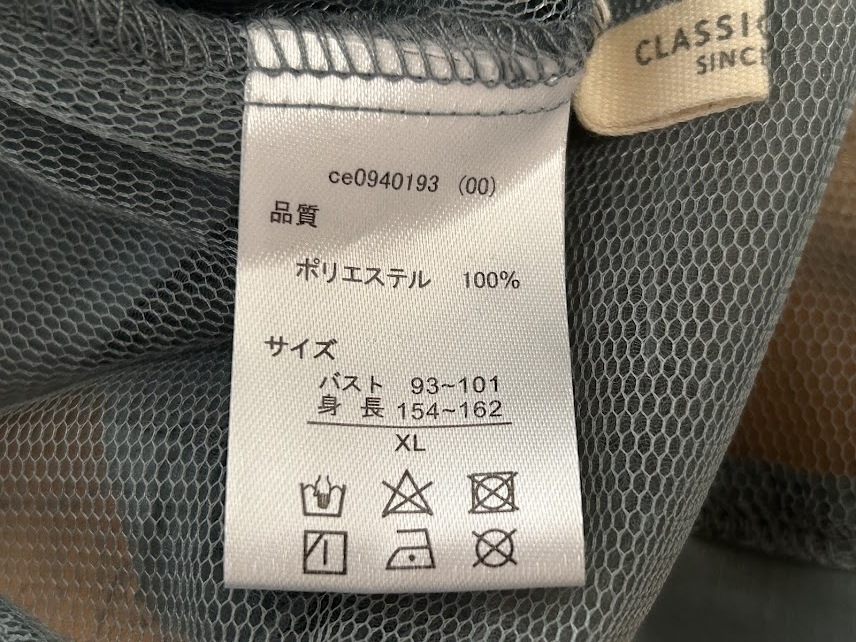 CLASSIC
SINCE
ce0940193 (00)
品質
ポリエステル 100%
サイズ
バスト 93~101
身長 154~162
XL